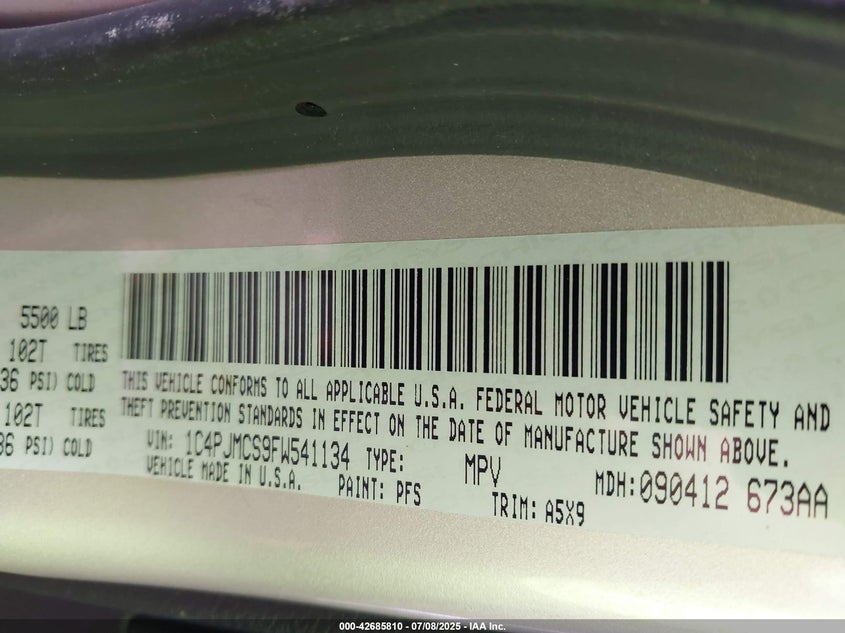 5500 LB
102T TIRES
36 PSI) COLD
102T TIRES
36 PSI) COLD
THIS VEHICLE CONFORMS TO ALL APPLICABLE U.S.A. FEDERAL MOTOR VEHICLE SAFETY AND
THEFT PREVENTION STANDARDS IN EFFECT ON THE DATE OF MANUFACTURE SHOWN ABOVE.
VIN: 1C4PJMCS9FW541134 TYPE: MPV MDH:090412 673AA
VEHICLE MADE IN U.S.A. PAINT: PFS TRIM: A5X9
000-42685810 - 07/08/2025 - IAA Inc.